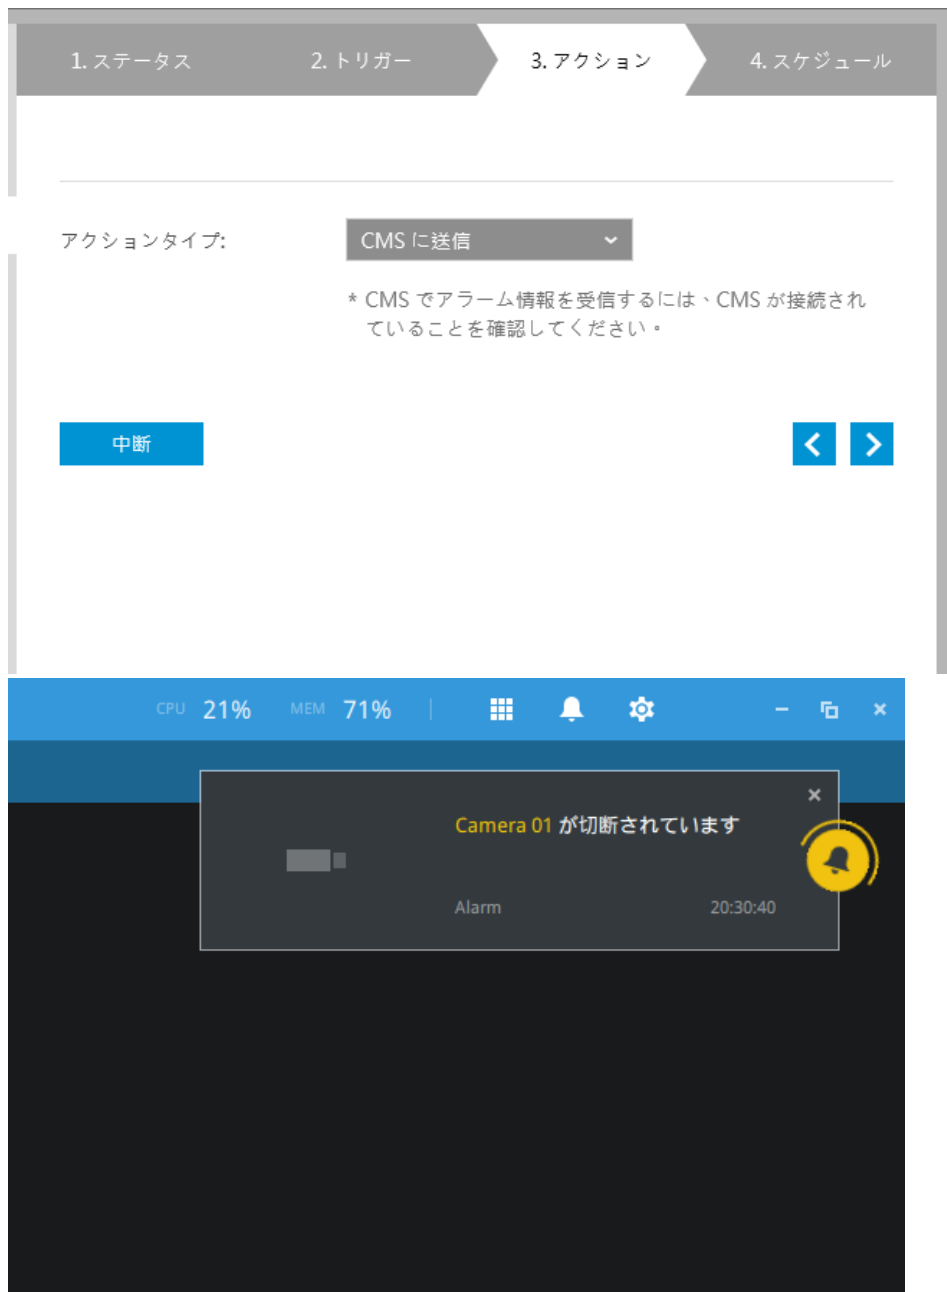 1. ステータス
2. トリガー
3. アクション
4. スケジュール
アクションタイプ:
CMS に送信
* CMS でアラーム情報を受信するには、CMS が接続され
ていることを確認してください。
中断
CPU 21% MEM 71%
Camera 01 が切断されています
Alarm 20:30:40